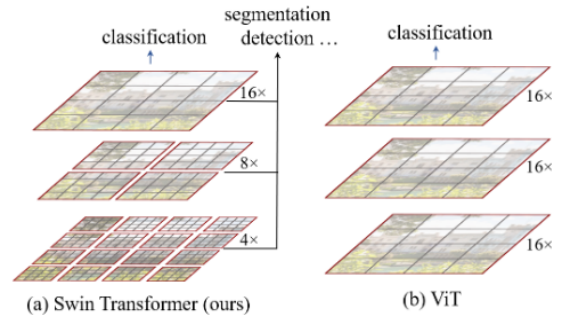 segmentation
classification
detection ...
classification
16×
8×
4×
16×
16×
16×
(a) Swin Transformer (ours)
(b) ViT